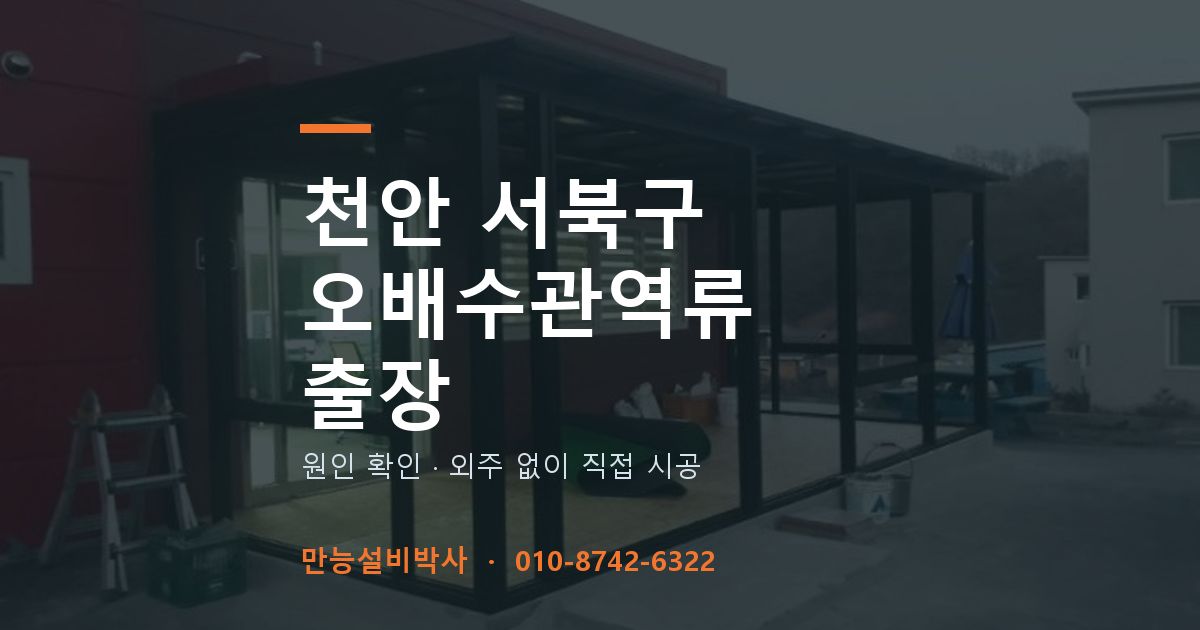 천안 서북구
오배수관역류
출장
원인 확인 · 외주 없이 직접 시공
만능설비박사 · 010-8742-6322